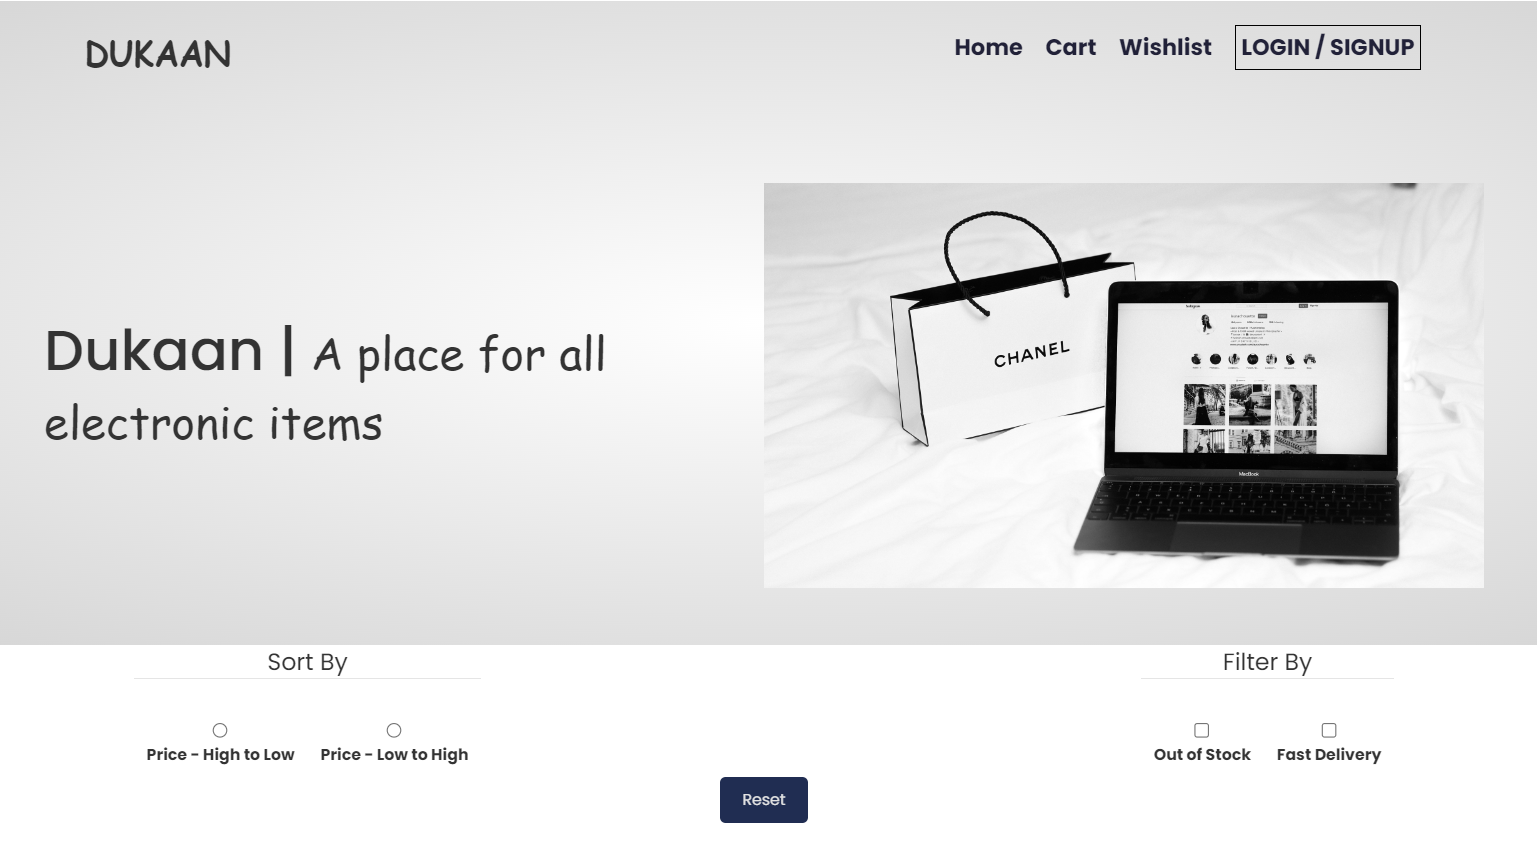 DUKAAN
Home Cart Wishlist LOGIN / SIGNUP
CHANEL
MacBook
Dukaan | A place for all
electronic items
Sort By
Filter By
Price - High to Low Price - Low to High
Out of Stock Fast Delivery
Reset